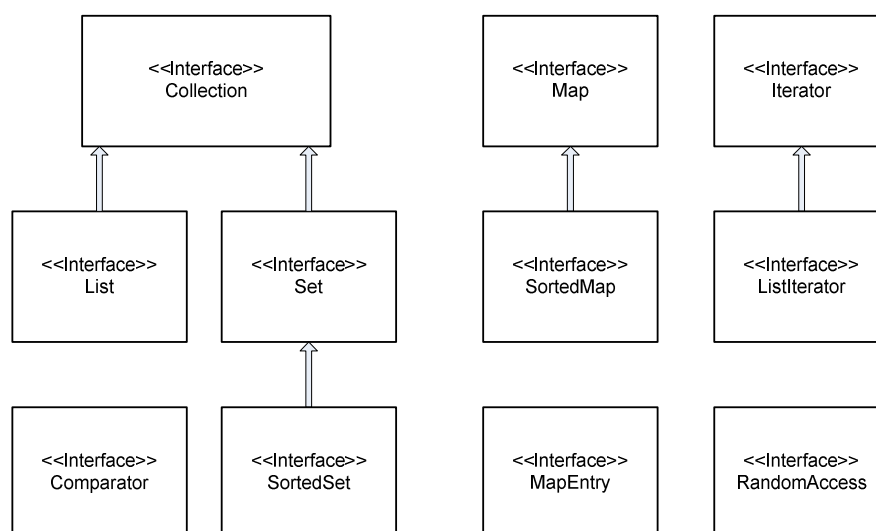 <<Interface>>
Collection
<<Interface>>
Map
<<Interface>>
Iterator
<<Interface>>
List
<<Interface>>
Set
<<Interface>>
SortedMap
<<Interface>>
ListIterator
<<Interface>>
Comparator
<<Interface>>
SortedSet
<<Interface>>
MapEntry
<<Interface>>
RandomAccess